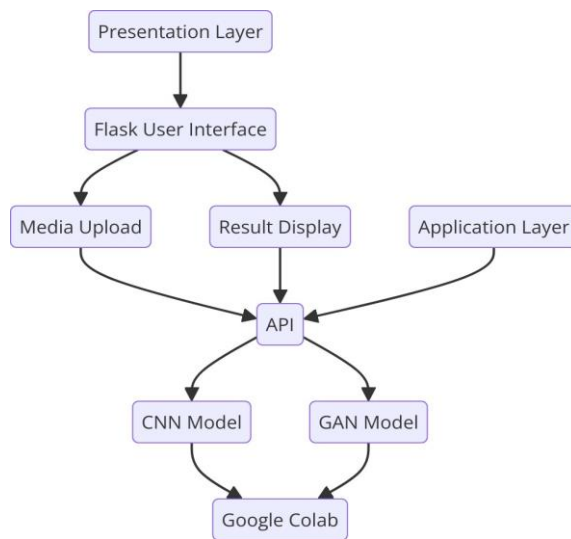 Presentation Layer
Flask User Interface
Media Upload
Result Display
Application Layer
API
CNN Model
GAN Model
Google Colab